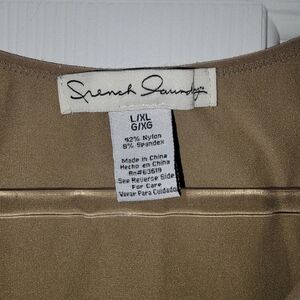 French Laundry
L/XL
G/XG
92% Nylon
8% Spandex
Made in China
Hecho en China
Rn#63619
See Reverse Side
For Care
Verar Para Cuidado